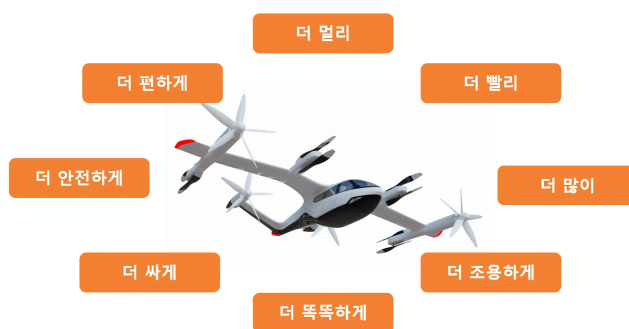 더 멀리
더 편하게
더 빨리
더 안전하게
더 많이
더 싸게
더 조용하게
더 똑똑하게